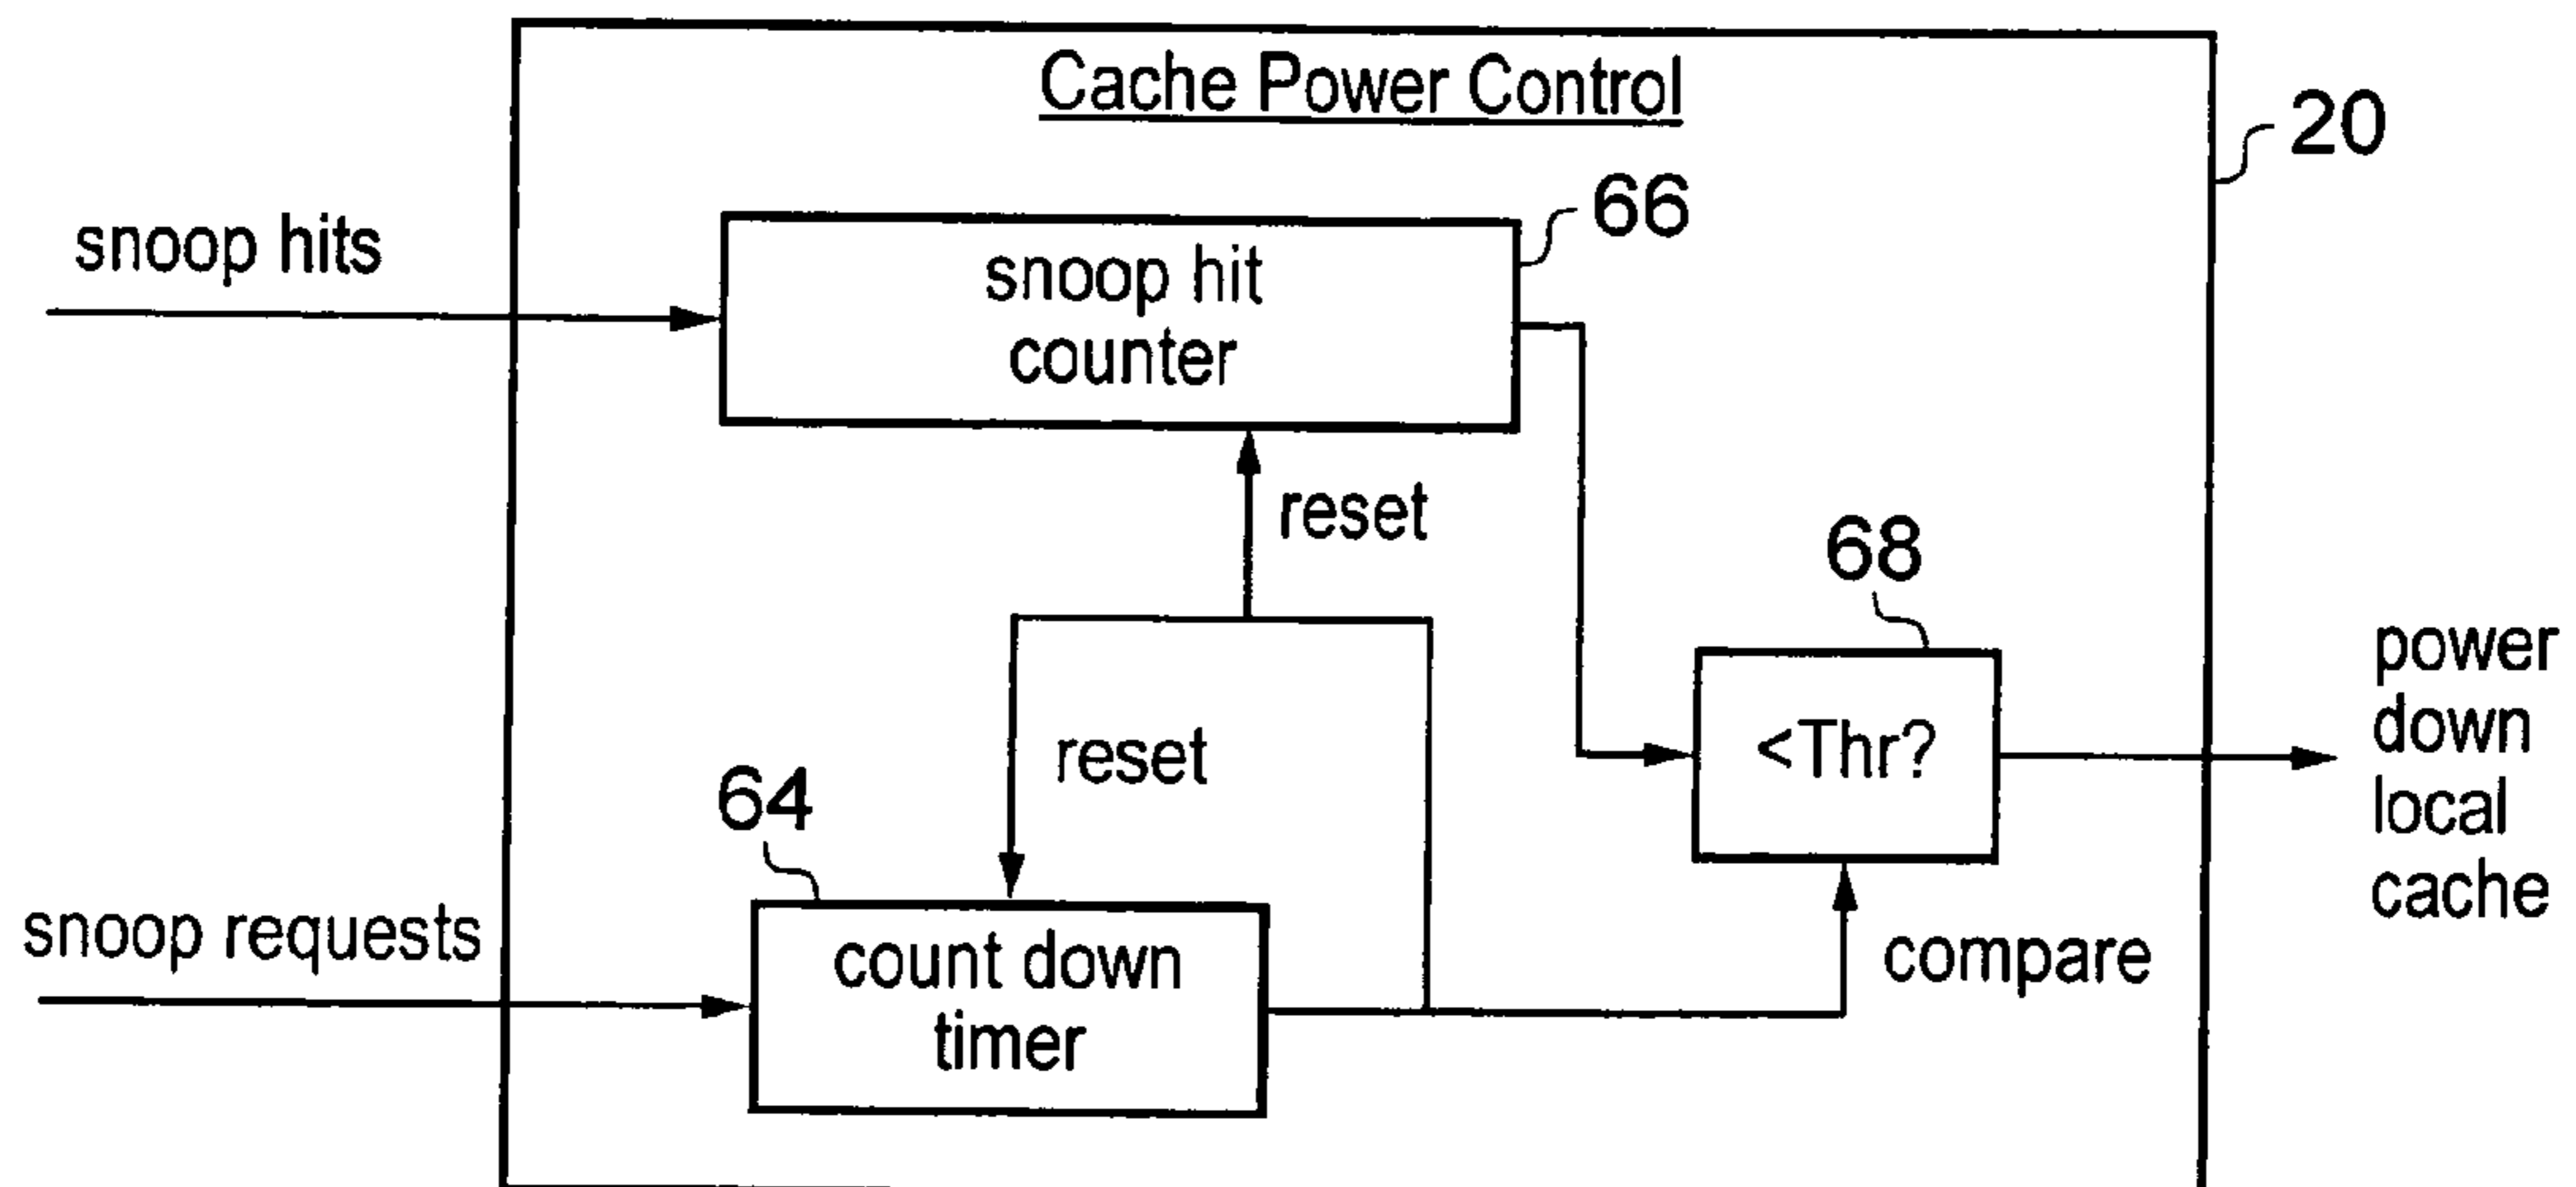 Cache Power Control
20
66
snoop hits
snoop hit
counter
reset
68
power
down
local
cache
<Thr?
reset
64
compare
snoop requests
count down
timer